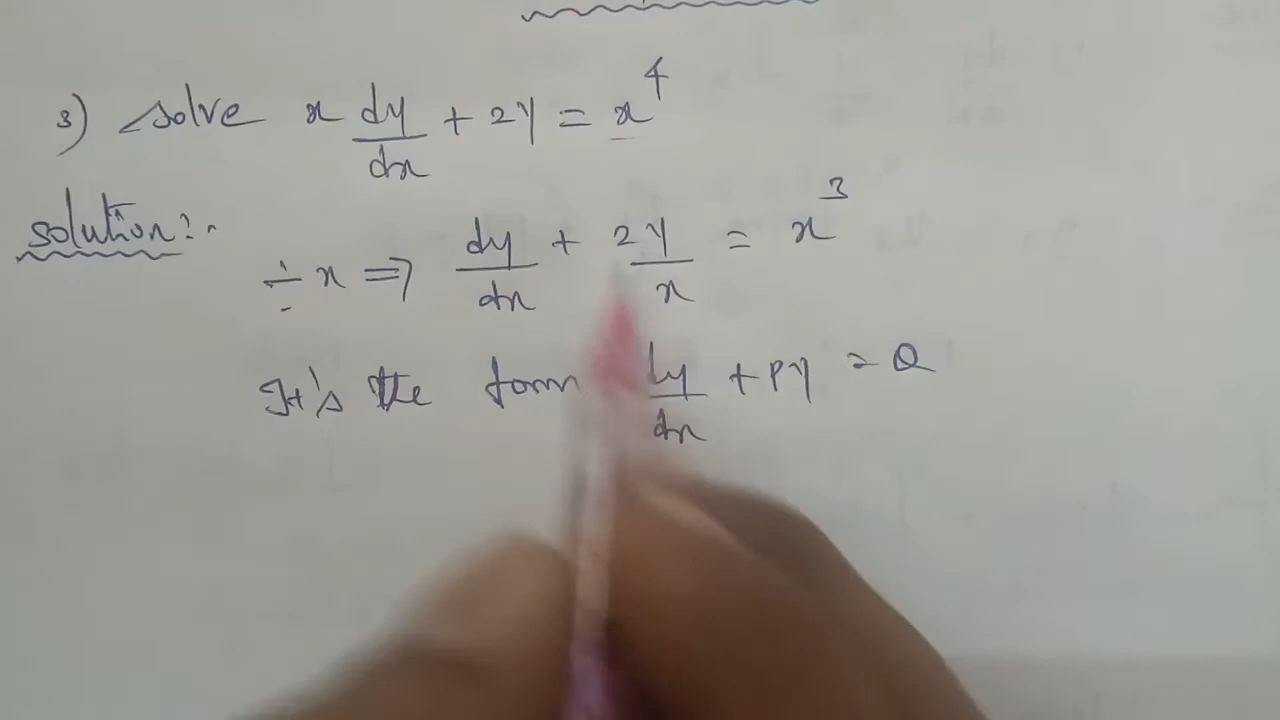 3) Solve x dy/dx + 2y = x^4
Solution:-
÷ x ⇒ dy/dx + 2y/x = x^3
It's the form dy/dx + Py = Q